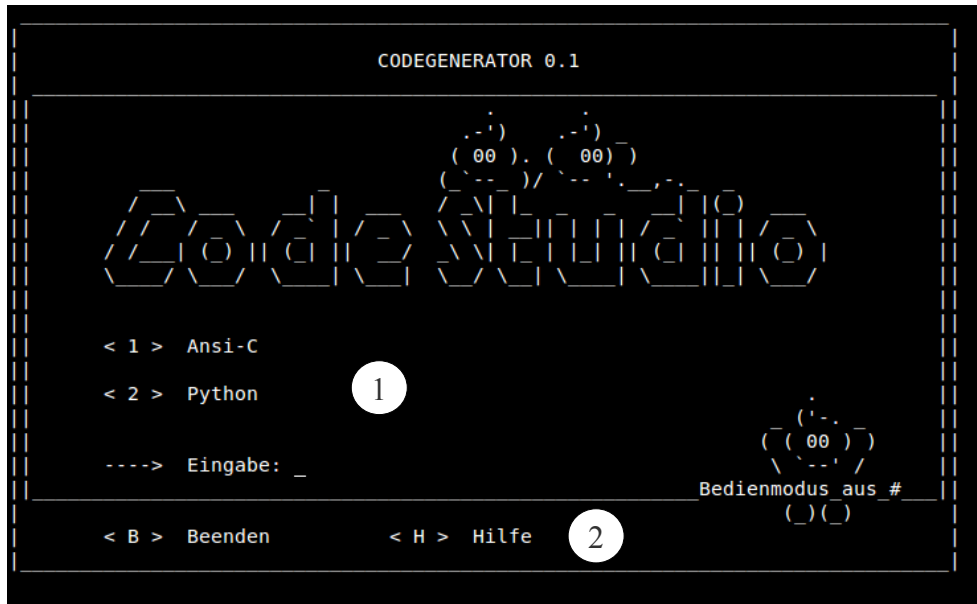 CODEGENERATOR 0.1
Code Studio
< 1 > Ansi-C
1
< 2 > Python
----> Eingabe: _
Bedienmodus_aus_#
< B > Beenden < H > Hilfe 2